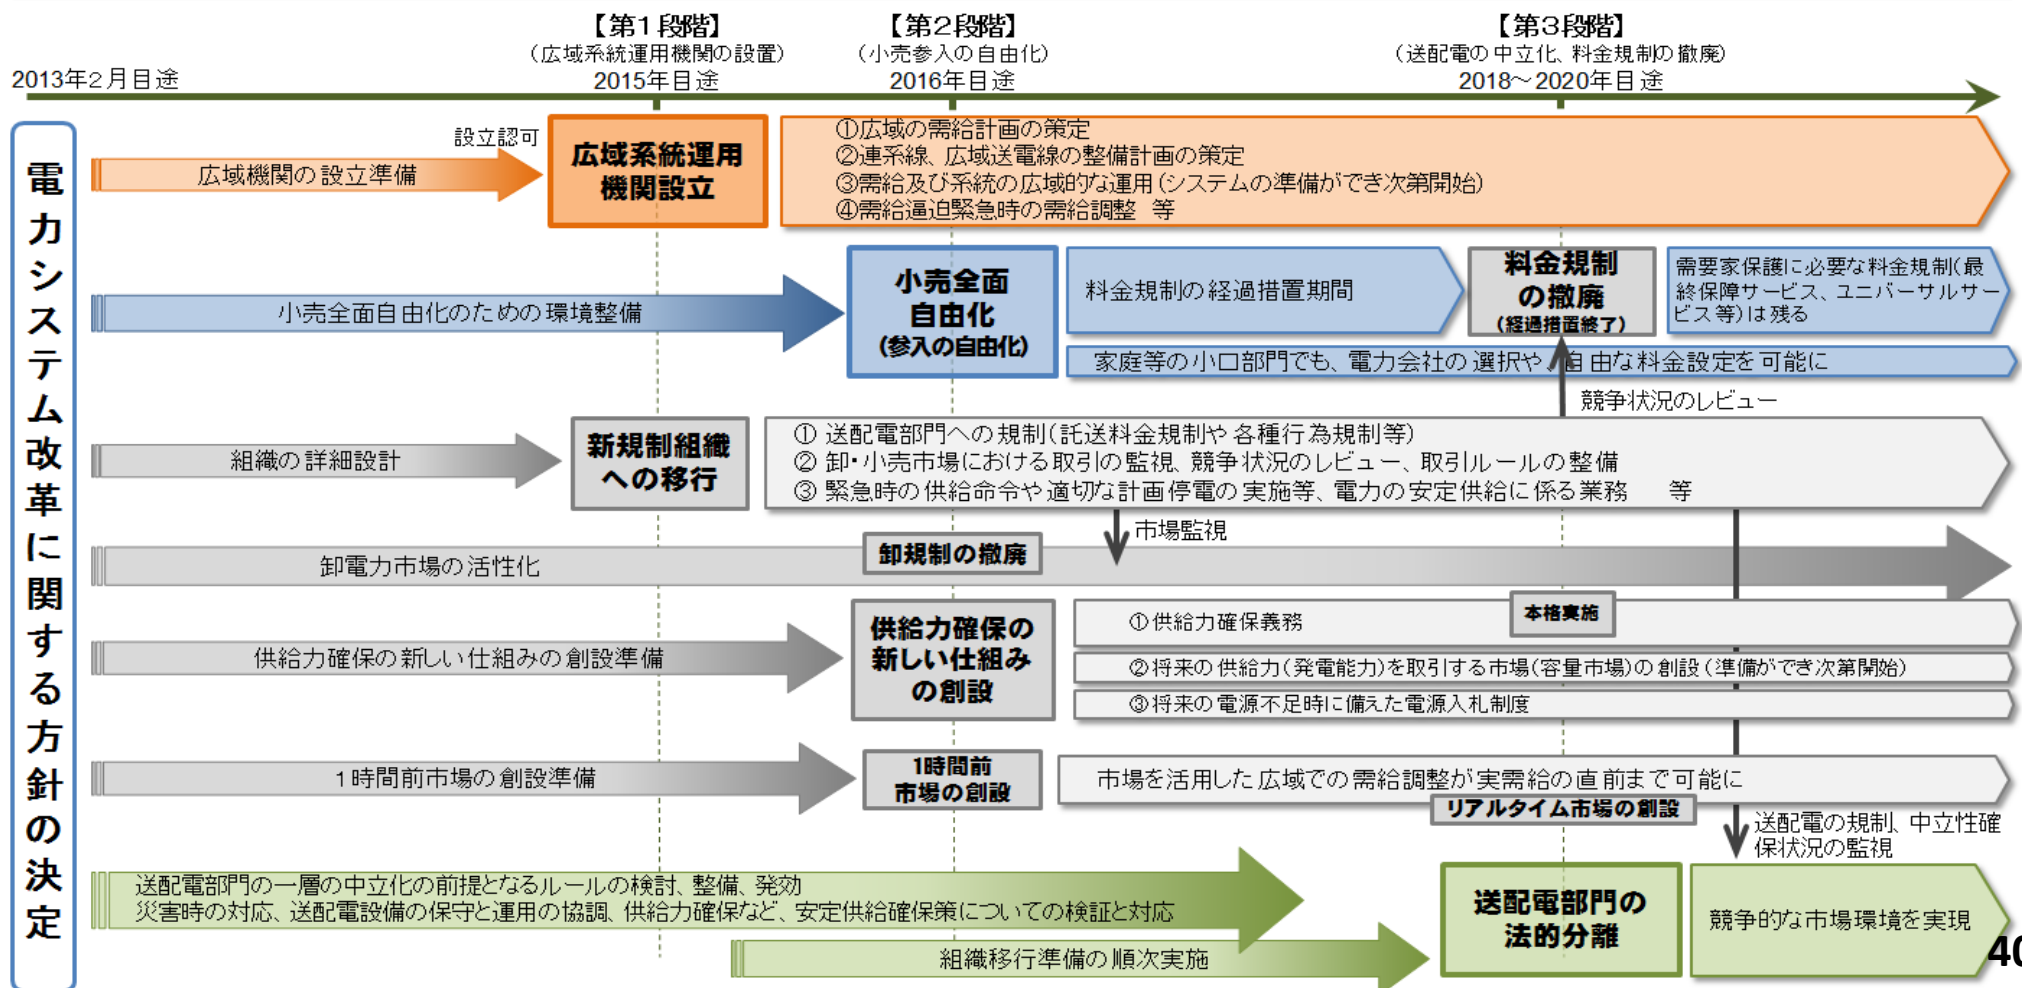 【第1段階】
(広域系統運用機関の設置)
2015年目途
【第2段階】
(小売参入の自由化)
2016年目途
【第3段階】
(送配電の中立化、料金規制の撤廃)
2018～2020年目途
2013年2月目途
電力システム改革に関する方針の決定
設立認可
広域機関の設立準備
広域系統運用
機関設立
①広域の需給計画の策定
②連系線、広域送電線の整備計画の策定
③需給及び系統の広域的な運用(システムの準備ができ次第開始)
④需給逼迫緊急時の需給調整 等
小売全面自由化のための環境整備
小売全面
自由化
(参入の自由化)
料金規制の経過措置期間
料金規制
の撤廃
(経過措置終了)
需要家保護に必要な料金規制(最
終保障サービス、ユニバーサルサー
ビス等)は残る
家庭等の小口部門でも、電力会社の選択や、自由な料金設定を可能に
競争状況のレビュー
組織の詳細設計
新規制組織
への移行
① 送配電部門への規制(託送料金規制や各種行為規制等)
② 卸・小売市場における取引の監視、競争状況のレビュー、取引ルールの整備
③ 緊急時の供給命令や適切な計画停電の実施等、電力の安定供給に係る業務 等
市場監視
卸電力市場の活性化
卸規制の撤廃
供給力確保の新しい仕組みの創設準備
供給力確保の
新しい仕組み
の創設
①供給力確保義務
本格実施
②将来の供給力(発電能力)を取引する市場(容量市場)の創設(準備ができ次第開始)
③将来の電源不足時に備えた電源入札制度
1時間前市場の創設準備
1時間前
市場の創設
市場を活用した広域での需給調整が実需給の直前まで可能に
リアルタイム市場の創設
送配電の規制、中立性確
保状況の監視
送配電部門の一層の中立化の前提となるルールの検討、整備、発効
災害時の対応、送配電設備の保守と運用の協調、供給力確保など、安定供給確保策についての検証と対応
組織移行準備の順次実施
送配電部門の
法的分離
競争的な市場環境を実現
40